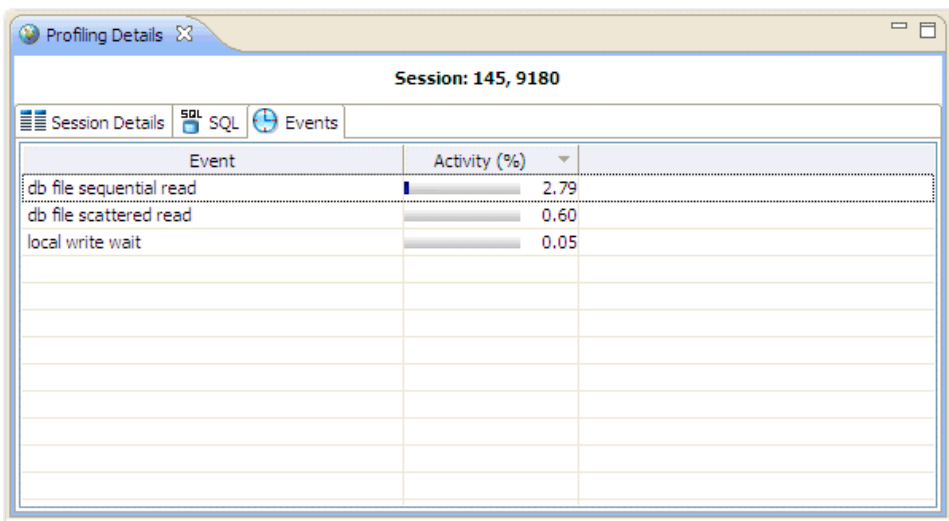 Profiling Details
Session: 145, 9180
Session Details SQL SQL Events
Event Activity (%)
db file sequential read 2.79
db file scattered read 0.60
local write wait 0.05